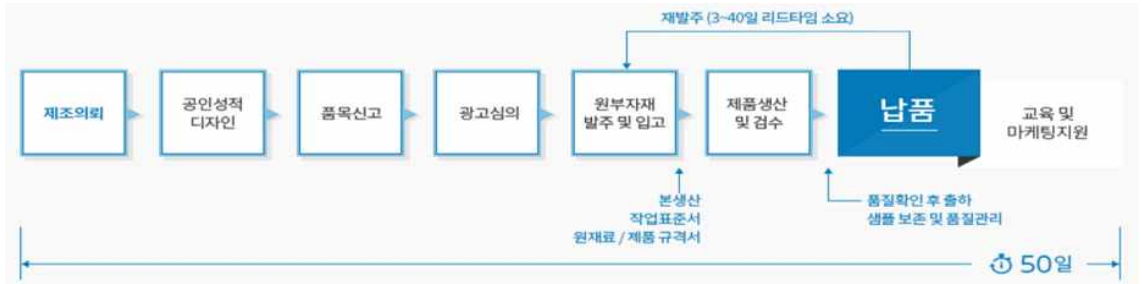 재발주 (3~40일 리드타임 소요)
제조의뢰
공인성적
디자인
품목신고
광고심의
원부자재
발주 및 입고
제품생산
및 검수
납품
교육 및
마케팅지원
본생산
작업표준서
원재료 / 제품 규격서
품질확인 후 출하
샘플 보존 및 품질관리
50일